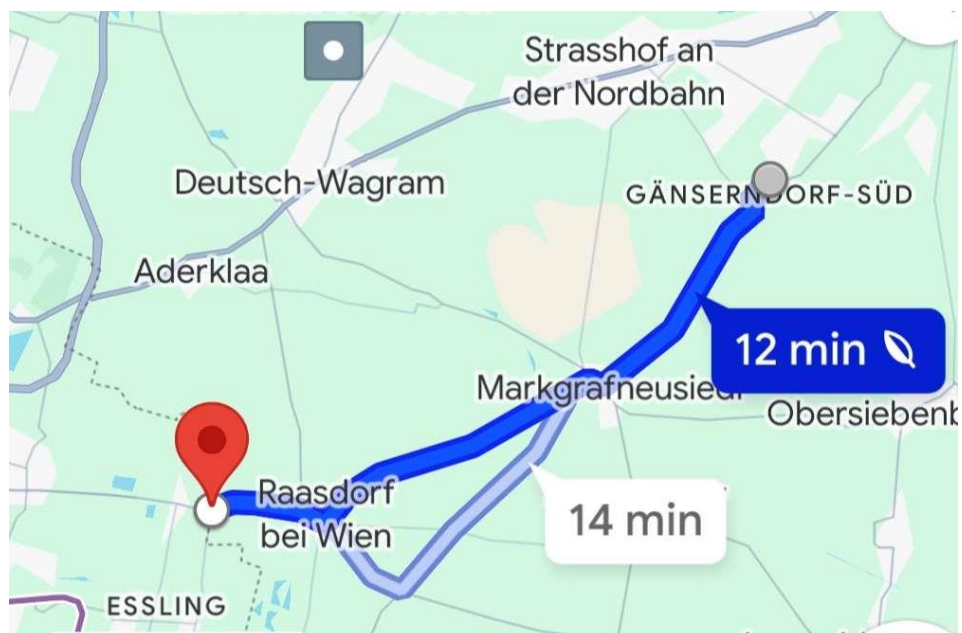 Strasshof an
der Nordbahn
Deutsch-Wagram
GÄNSERNDORF-SÜD
Aderklaa
12 min
Markgrafneusiedl
Obersiebenb
Raasdorf
bei Wien
14 min
ESSLING